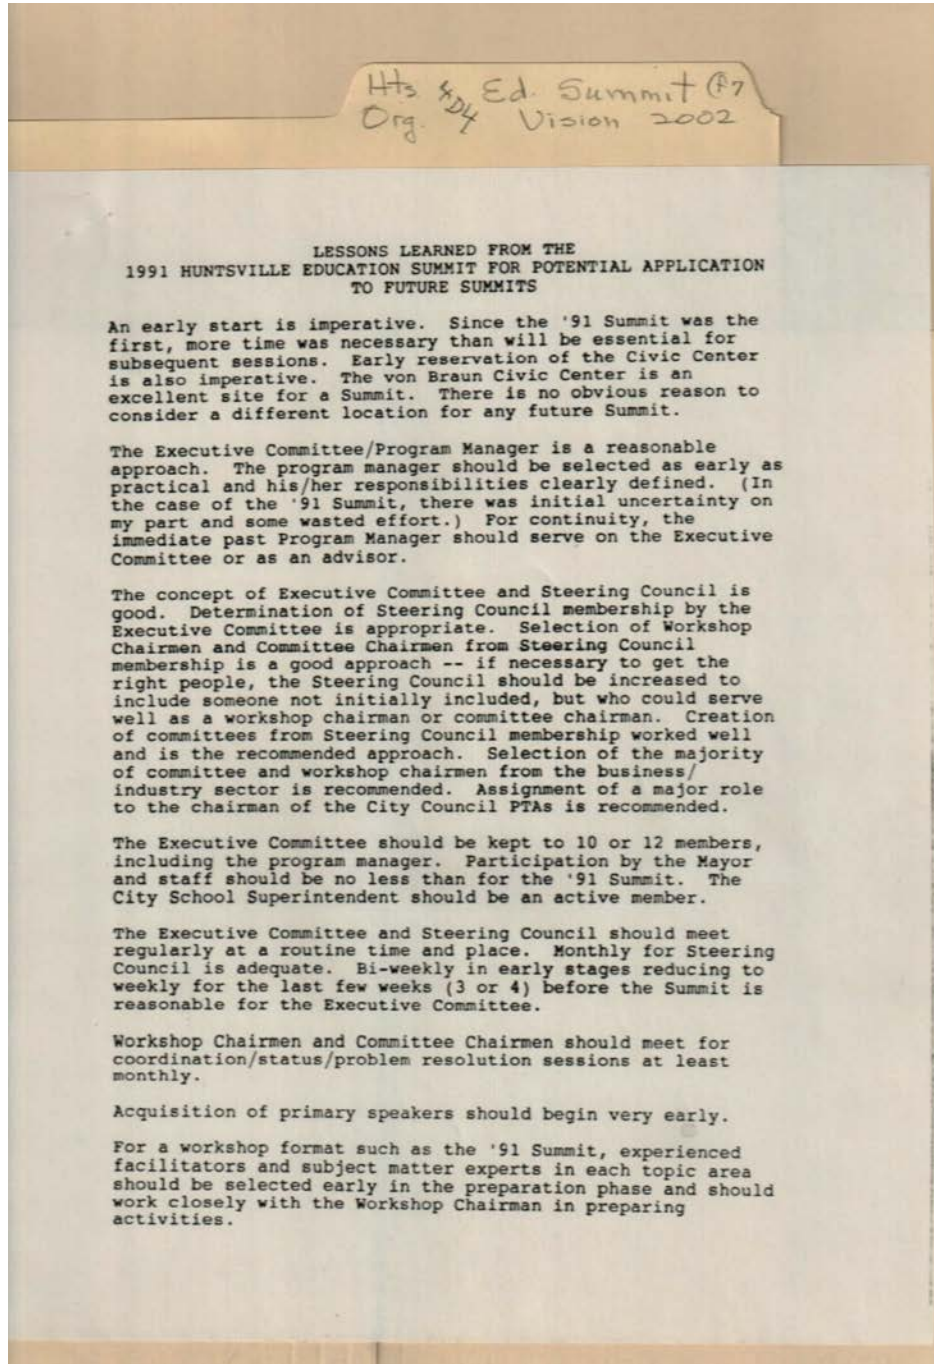 Hts & Ed. Summit
Org. D4 Vision 2002
LESSONS LEARNED FROM THE
1991 HUNTSVILLE EDUCATION SUMMIT FOR POTENTIAL APPLICATION
TO FUTURE SUMMITS
An early start is imperative. Since the '91 Summit was the
first, more time was necessary than will be essential for
subsequent sessions. Early reservation of the Civic Center
is also imperative. The von Braun Civic Center is an
excellent site for a Summit. There is no obvious reason to
consider a different location for any future Summit.
The Executive Committee/Program Manager is a reasonable
approach. The program manager should be selected as early as
practical and his/her responsibilities clearly defined. (In
the case of the '91 Summit, there was initial uncertainty on
my part and some wasted effort.) For continuity, the
immediate past Program Manager should serve on the Executive
Committee or as an advisor.
The concept of Executive Committee and Steering Council is
good. Determination of Steering Council membership by the
Executive Committee is appropriate. Selection of Workshop
Chairmen and Committee Chairmen from Steering Council
membership is a good approach -- if necessary to get the
right people, the Steering Council should be increased to
include someone not initially included, but who could serve
well as a workshop chairman or committee chairman. Creation
of committees from Steering Council membership worked well
and is the recommended approach. Selection of the majority
of committee and workshop chairmen from the business/
industry sector is recommended. Assignment of a major role
to the chairman of the City Council PTAs is recommended.
The Executive Committee should be kept to 10 or 12 members,
including the program manager. Participation by the Mayor
and staff should be no less than for the '91 Summit. The
City School Superintendent should be an active member.
The Executive Committee and Steering Council should meet
regularly at a routine time and place. Monthly for Steering
Council is adequate. Bi-weekly in early stages reducing to
weekly for the last few weeks (3 or 4) before the Summit is
reasonable for the Executive Committee.
Workshop Chairmen and Committee Chairmen should meet for
coordination/status/problem resolution sessions at least
monthly.
Acquisition of primary speakers should begin very early.
For a workshop format such as the '91 Summit, experienced
facilitators and subject matter experts in each topic area
should be selected early in the preparation phase and should
work closely with the Workshop Chairman in preparing
activities.